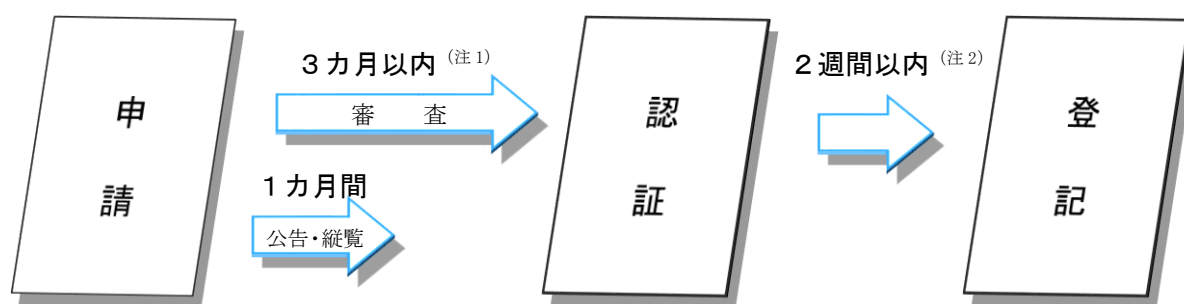 申請
３カ月以内（注1）
審　査
１カ月間
公告・縦覧
認証
２週間以内（注2）
登記